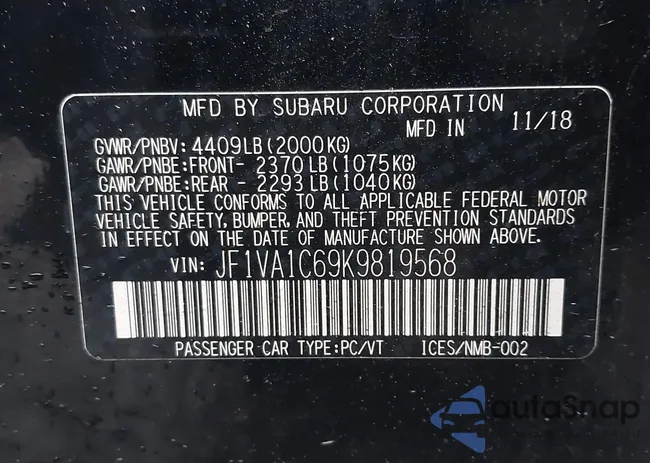 MFD BY SUBARU CORPORATION
MFD IN 11/18
GVWR/PNBV: 4409LB(2000KG)
GAWR/PNBE:FRONT- 2370LB(1075KG)
GAWR/PNBE:REAR - 2293LB(1040KG)
THIS VEHICLE CONFORMS TO ALL APPLICABLE FEDERAL MOTOR
VEHICLE SAFETY, BUMPER, AND THEFT PREVENTION STANDARDS
IN EFFECT ON THE DATE OF MANUFACTURE SHOWN ABOVE.
VIN: JF1VA1C69K9819568
PASSENGER CAR TYPE:PC/VT ICES/NMB-002
autoSnap